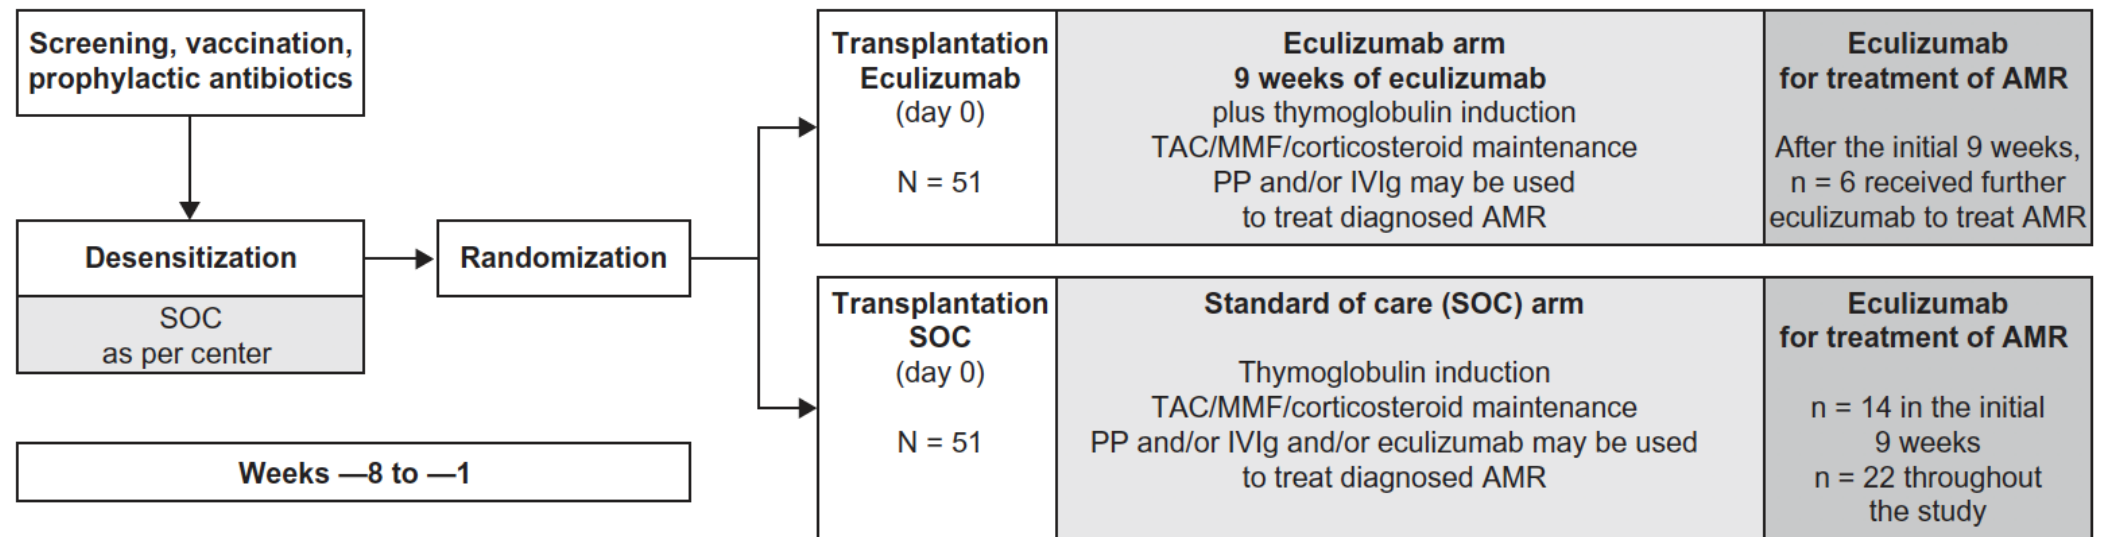 Screening, vaccination,
prophylactic antibiotics
Desensitization
SOC
as per center
Randomization
Weeks —8 to —1
Transplantation
Eculizumab
(day 0)
N = 51
Eculizumab arm
9 weeks of eculizumab
plus thymoglobulin induction
TAC/MMF/corticosteroid maintenance
PP and/or IVIg may be used
to treat diagnosed AMR
Eculizumab
for treatment of AMR
After the initial 9 weeks,
n = 6 received further
eculizumab to treat AMR
Transplantation
SOC
(day 0)
N = 51
Standard of care (SOC) arm
Thymoglobulin induction
TAC/MMF/corticosteroid maintenance
PP and/or IVIg and/or eculizumab may be used
to treat diagnosed AMR
Eculizumab
for treatment of AMR
n = 14 in the initial
9 weeks
n = 22 throughout
the study